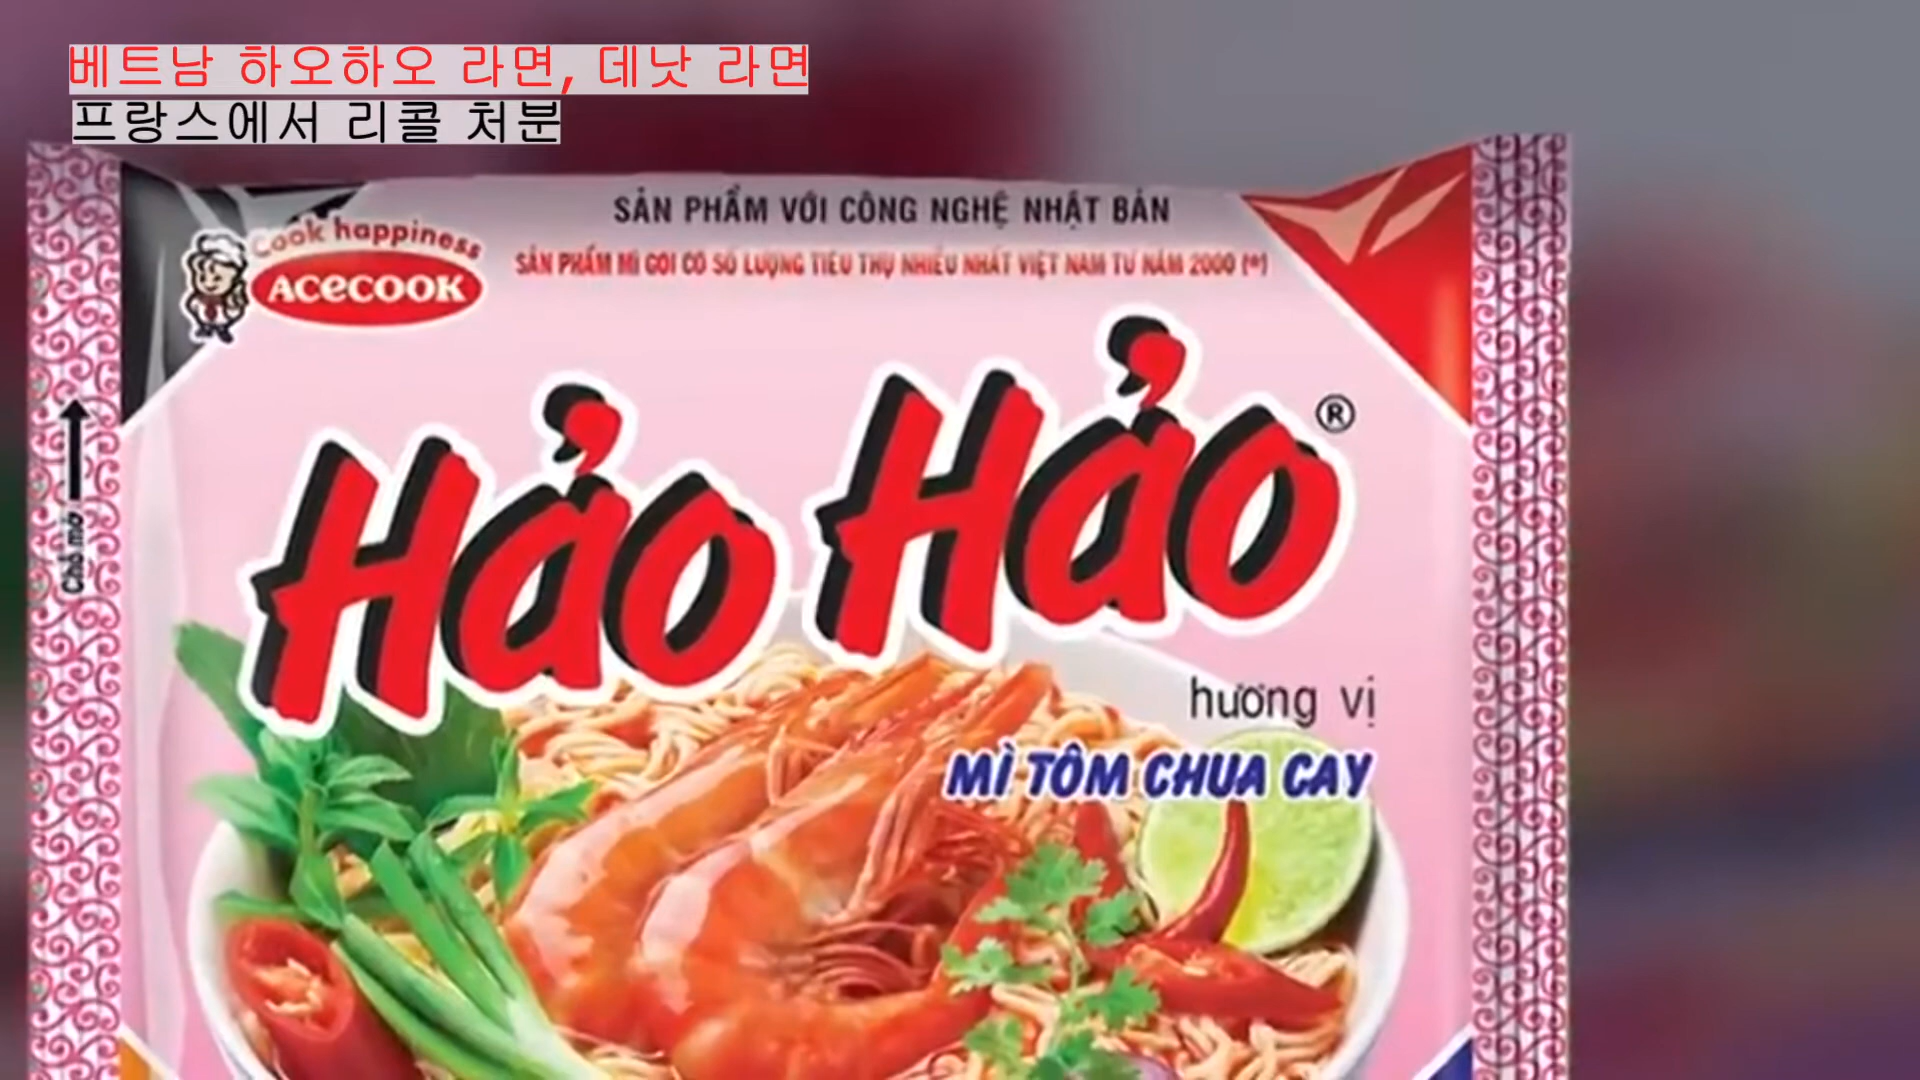 베트남 하오하오 라면, 데낫 라면
프랑스에서 리콜 처분
SẢN PHẨM VỚI CÔNG NGHỆ NHẬT BẢN
SẢN PHẨM MÌ GÓI CÓ SỐ LƯỢNG TIÊU THỤ NHIỀU NHẤT VIỆT NAM TỪ NĂM 2000 (*)
Cook happiness
Acecook
Hảo Hảo ®
Chỗ mở
hương vị
MÌ TÔM CHUA CAY